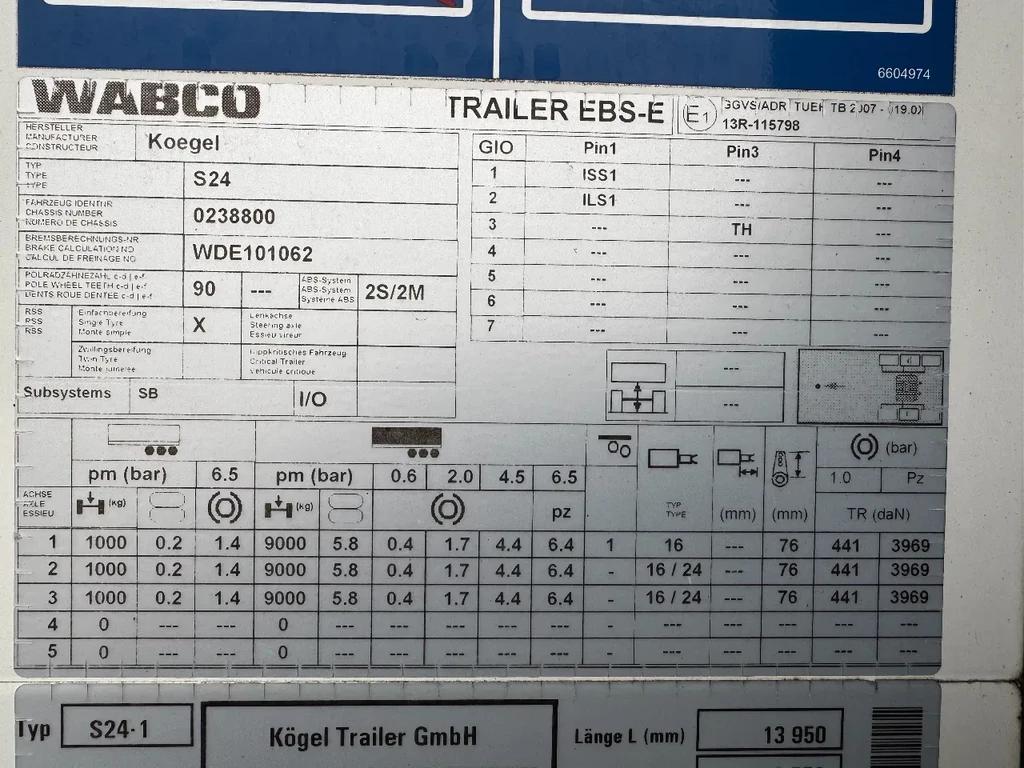 6604974
WABCO
TRAILER EBS-E
E1
GGVS/ADR TUEH TB 2007 - 019.0
13R-115798
HERSTELLER
MANUFACTURER
CONSTRUCTEUR
Koegel
TYP
TYPE
TYPE
S24
FAHRZEUG IDENTNR
CHASSIS NUMBER
NUMERO DE CHASSIS
0238800
BREMSBERECHNUNGS-NR
BRAKE CALCULATION NO
CALCUL DE FREINAGE NO
WDE101062
POLRADZAHNEZAHL c-d | e-f
POLE WHEEL TEETH c-d | e-f
DENTS ROUE DENTEE c-d | e-f
90 ---
ABS-System
ABS-System
Système ABS
2S/2M
RSS
RSS
RSS
Einfachbereifung
Single Tyre
Monte simple
X
Lenkachse
Steering axle
Essieu vireur
Zwillingsbereifung
Twin Tyre
Monte jumelée
Kippkritisches Fahrzeug
Critical Trailer
Vehicule critique
Subsystems SB I/O
GIO Pin1 Pin3 Pin4
1 ISS1 --- ---
2 ILS1 --- ---
3 --- TH ---
4 --- --- ---
5 --- --- ---
6 --- --- ---
7 --- --- ---
---
---
pm (bar) 6.5 pm (bar) 0.6 2.0 4.5 6.5
(bar)
1.0 Pz
ACHSE
AXLE
ESSIEU
(kg) (kg) pz
TYP
TYPE
(mm) (mm) TR (daN)
1 1000 0.2 1.4 9000 5.8 0.4 1.7 4.4 6.4 1 16 --- 76 441 3969
2 1000 0.2 1.4 9000 5.8 0.4 1.7 4.4 6.4 - 16 / 24 --- 76 441 3969
3 1000 0.2 1.4 9000 5.8 0.4 1.7 4.4 6.4 - 16 / 24 --- 76 441 3969
4 0 --- --- 0 --- --- --- --- --- - --- --- --- --- ---
5 0 --- --- 0 --- --- --- --- --- - --- --- --- --- ---
Typ S24-1
Kögel Trailer GmbH
Länge L (mm) 13 950